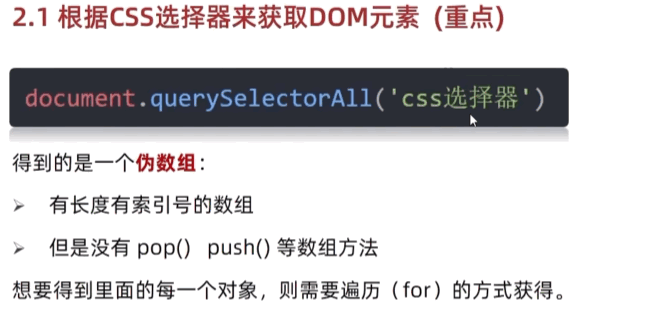 2.1 根据CSS选择器来获取DOM元素 (重点)
document.querySelectorAll('css选择器')
得到的是一个伪数组：
➢ 有长度有索引号的数组
➢ 但是没有 pop() push() 等数组方法
想要得到里面的每一个对象，则需要遍历（for）的方式获得。